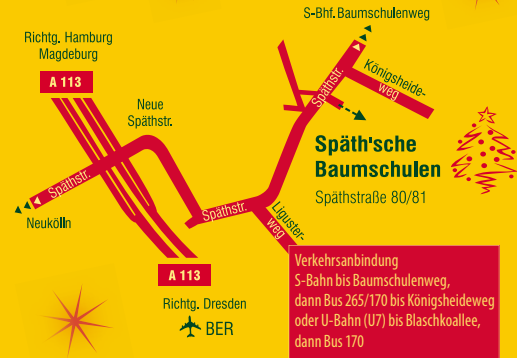 S-Bhf. Baumschulenweg
Richtg. Hamburg
Magdeburg
A 113
Königsheide-
weg
Späthstr.
Neue
Späthstr.
Späth'sche
Baumschulen
Späthstraße 80/81
Späthstr.
Neukölln
Späthstr.
Liguster-
weg
A 113
Richtg. Dresden
BER
Verkehrsanbindung
S-Bahn bis Baumschulenweg,
dann Bus 265/170 bis Königsheideweg
oder U-Bahn (U7) bis Blaschkoallee,
dann Bus 170